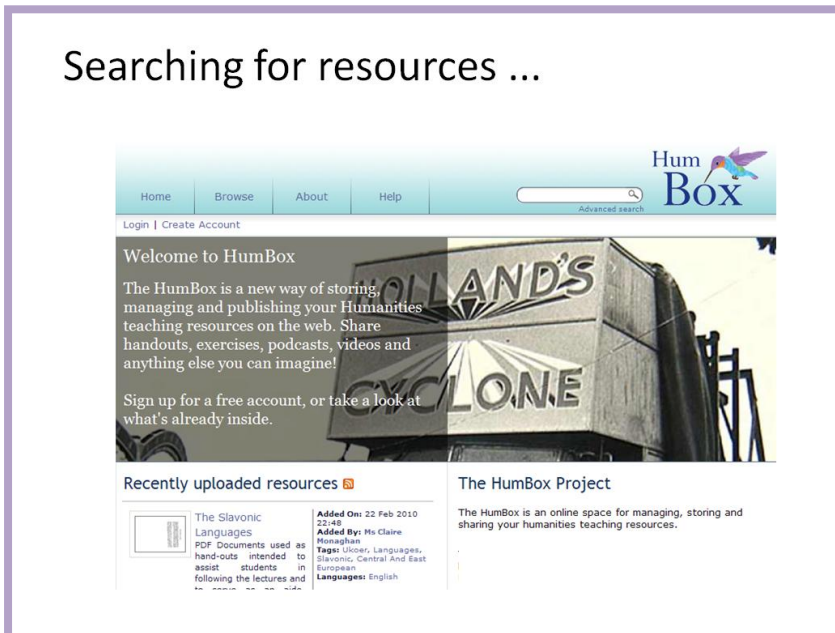 Searching for resources ...
Hum
Box
Home Browse About Help
Advanced search
Login | Create Account
Welcome to HumBox
The HumBox is a new way of storing,
managing and publishing your Humanities
teaching resources on the web. Share
handouts, exercises, podcasts, videos and
anything else you can imagine!
Sign up for a free account, or take a look at
what's already inside.
HOLLAND'S
CYCLONE
Recently uploaded resources
The Slavonic
Languages
PDF Documents used as
hand-outs intended to
assist students in
following the lectures and
to serve as an aide
Added On: 22 Feb 2010
22:48
Added By: Ms Claire
Monaghan
Tags: Ukoer, Languages,
Slavonic, Central And East
European
Languages: English
The HumBox Project
The HumBox is an online space for managing, storing and
sharing your humanities teaching resources.